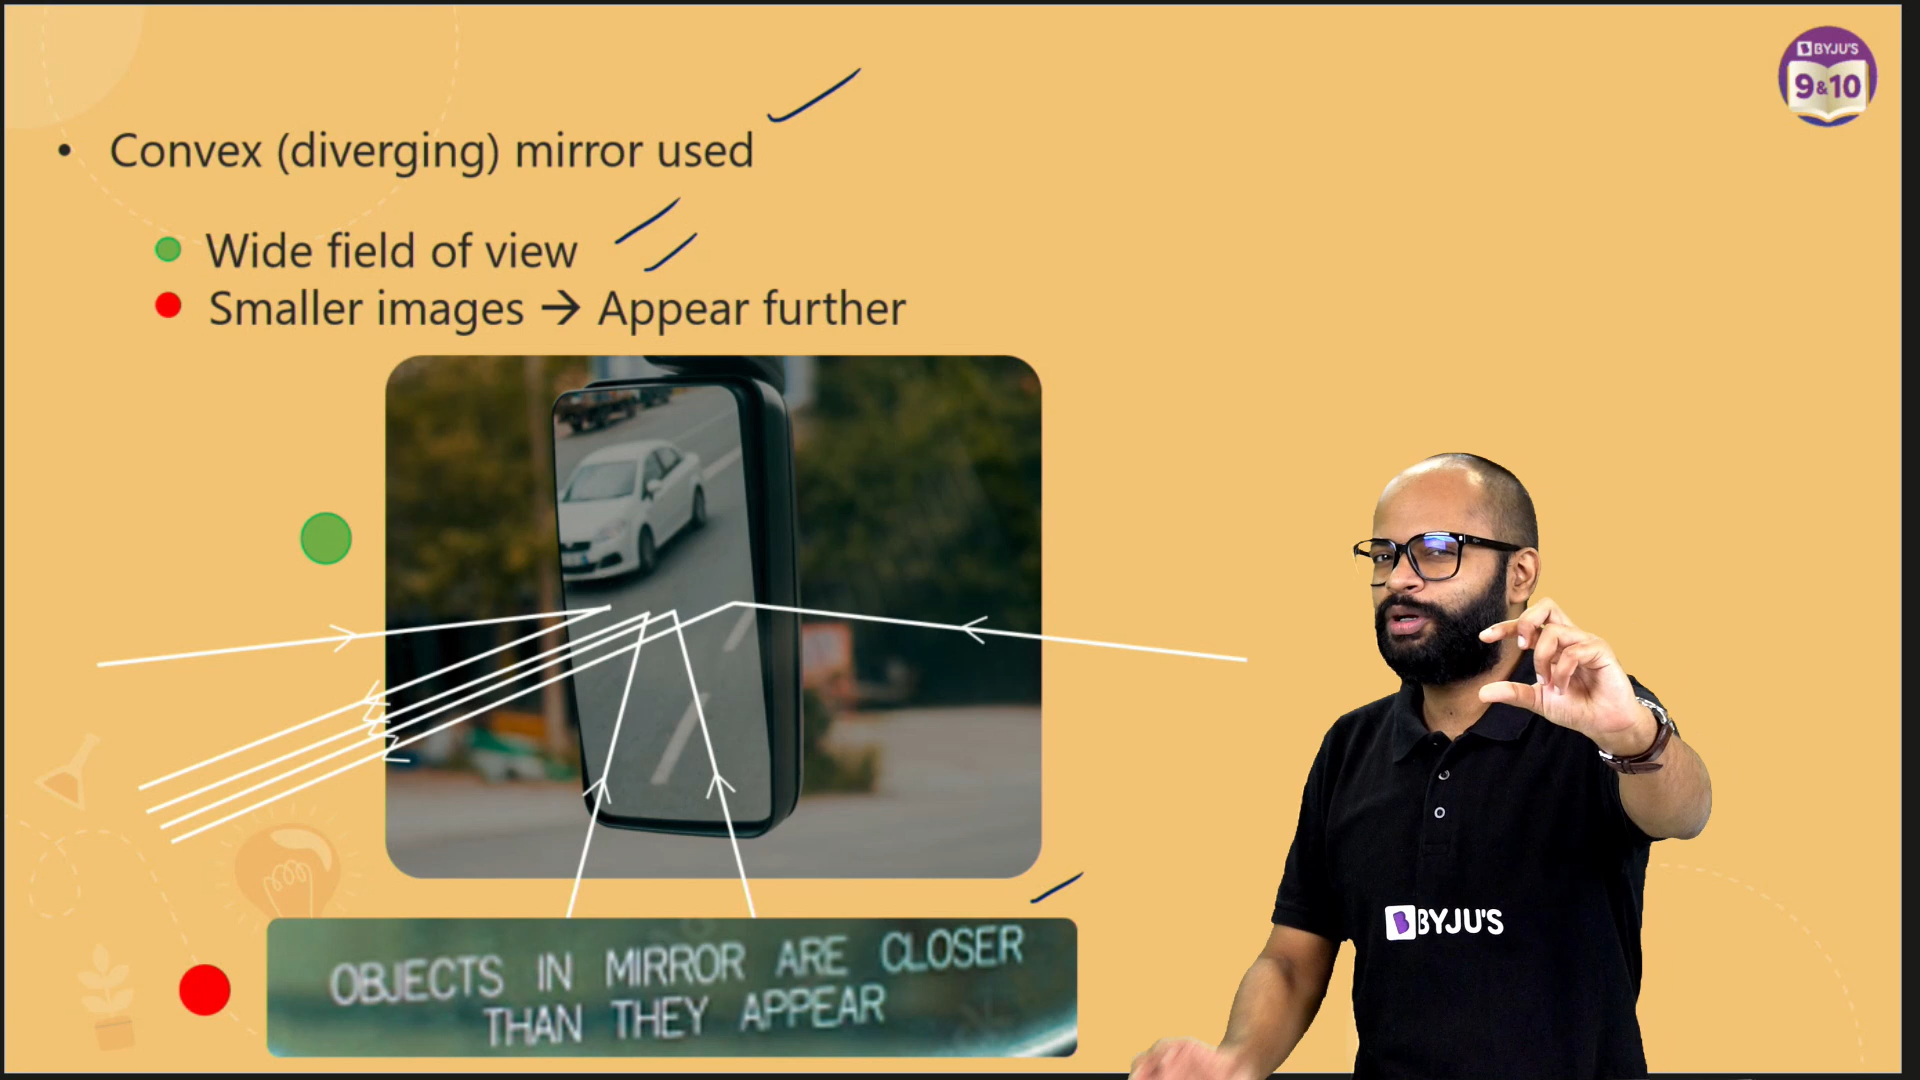 BYJU'S
9&10
• Convex (diverging) mirror used
Wide field of view
Smaller images → Appear further
OBJECTS IN MIRROR ARE CLOSER
THAN THEY APPEAR
BYJU'S